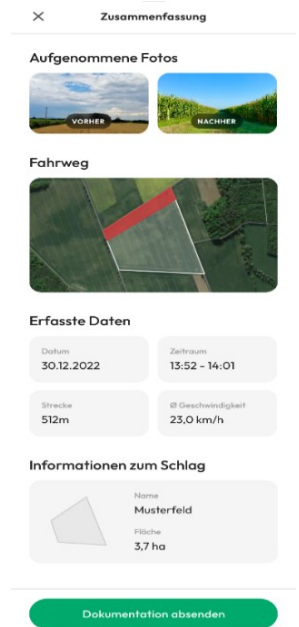 Zusammenfassung
Aufgenommene Fotos
VORHER
NACHHER
Fahrweg
Erfasste Daten
Datum
30.12.2022
Zeitraum
13:52 - 14:01
Strecke
512m
Ø Geschwindigkeit
23,0 km/h
Informationen zum Schlag
Name
Musterfeld
Fläche
3,7 ha
Dokumentation absenden